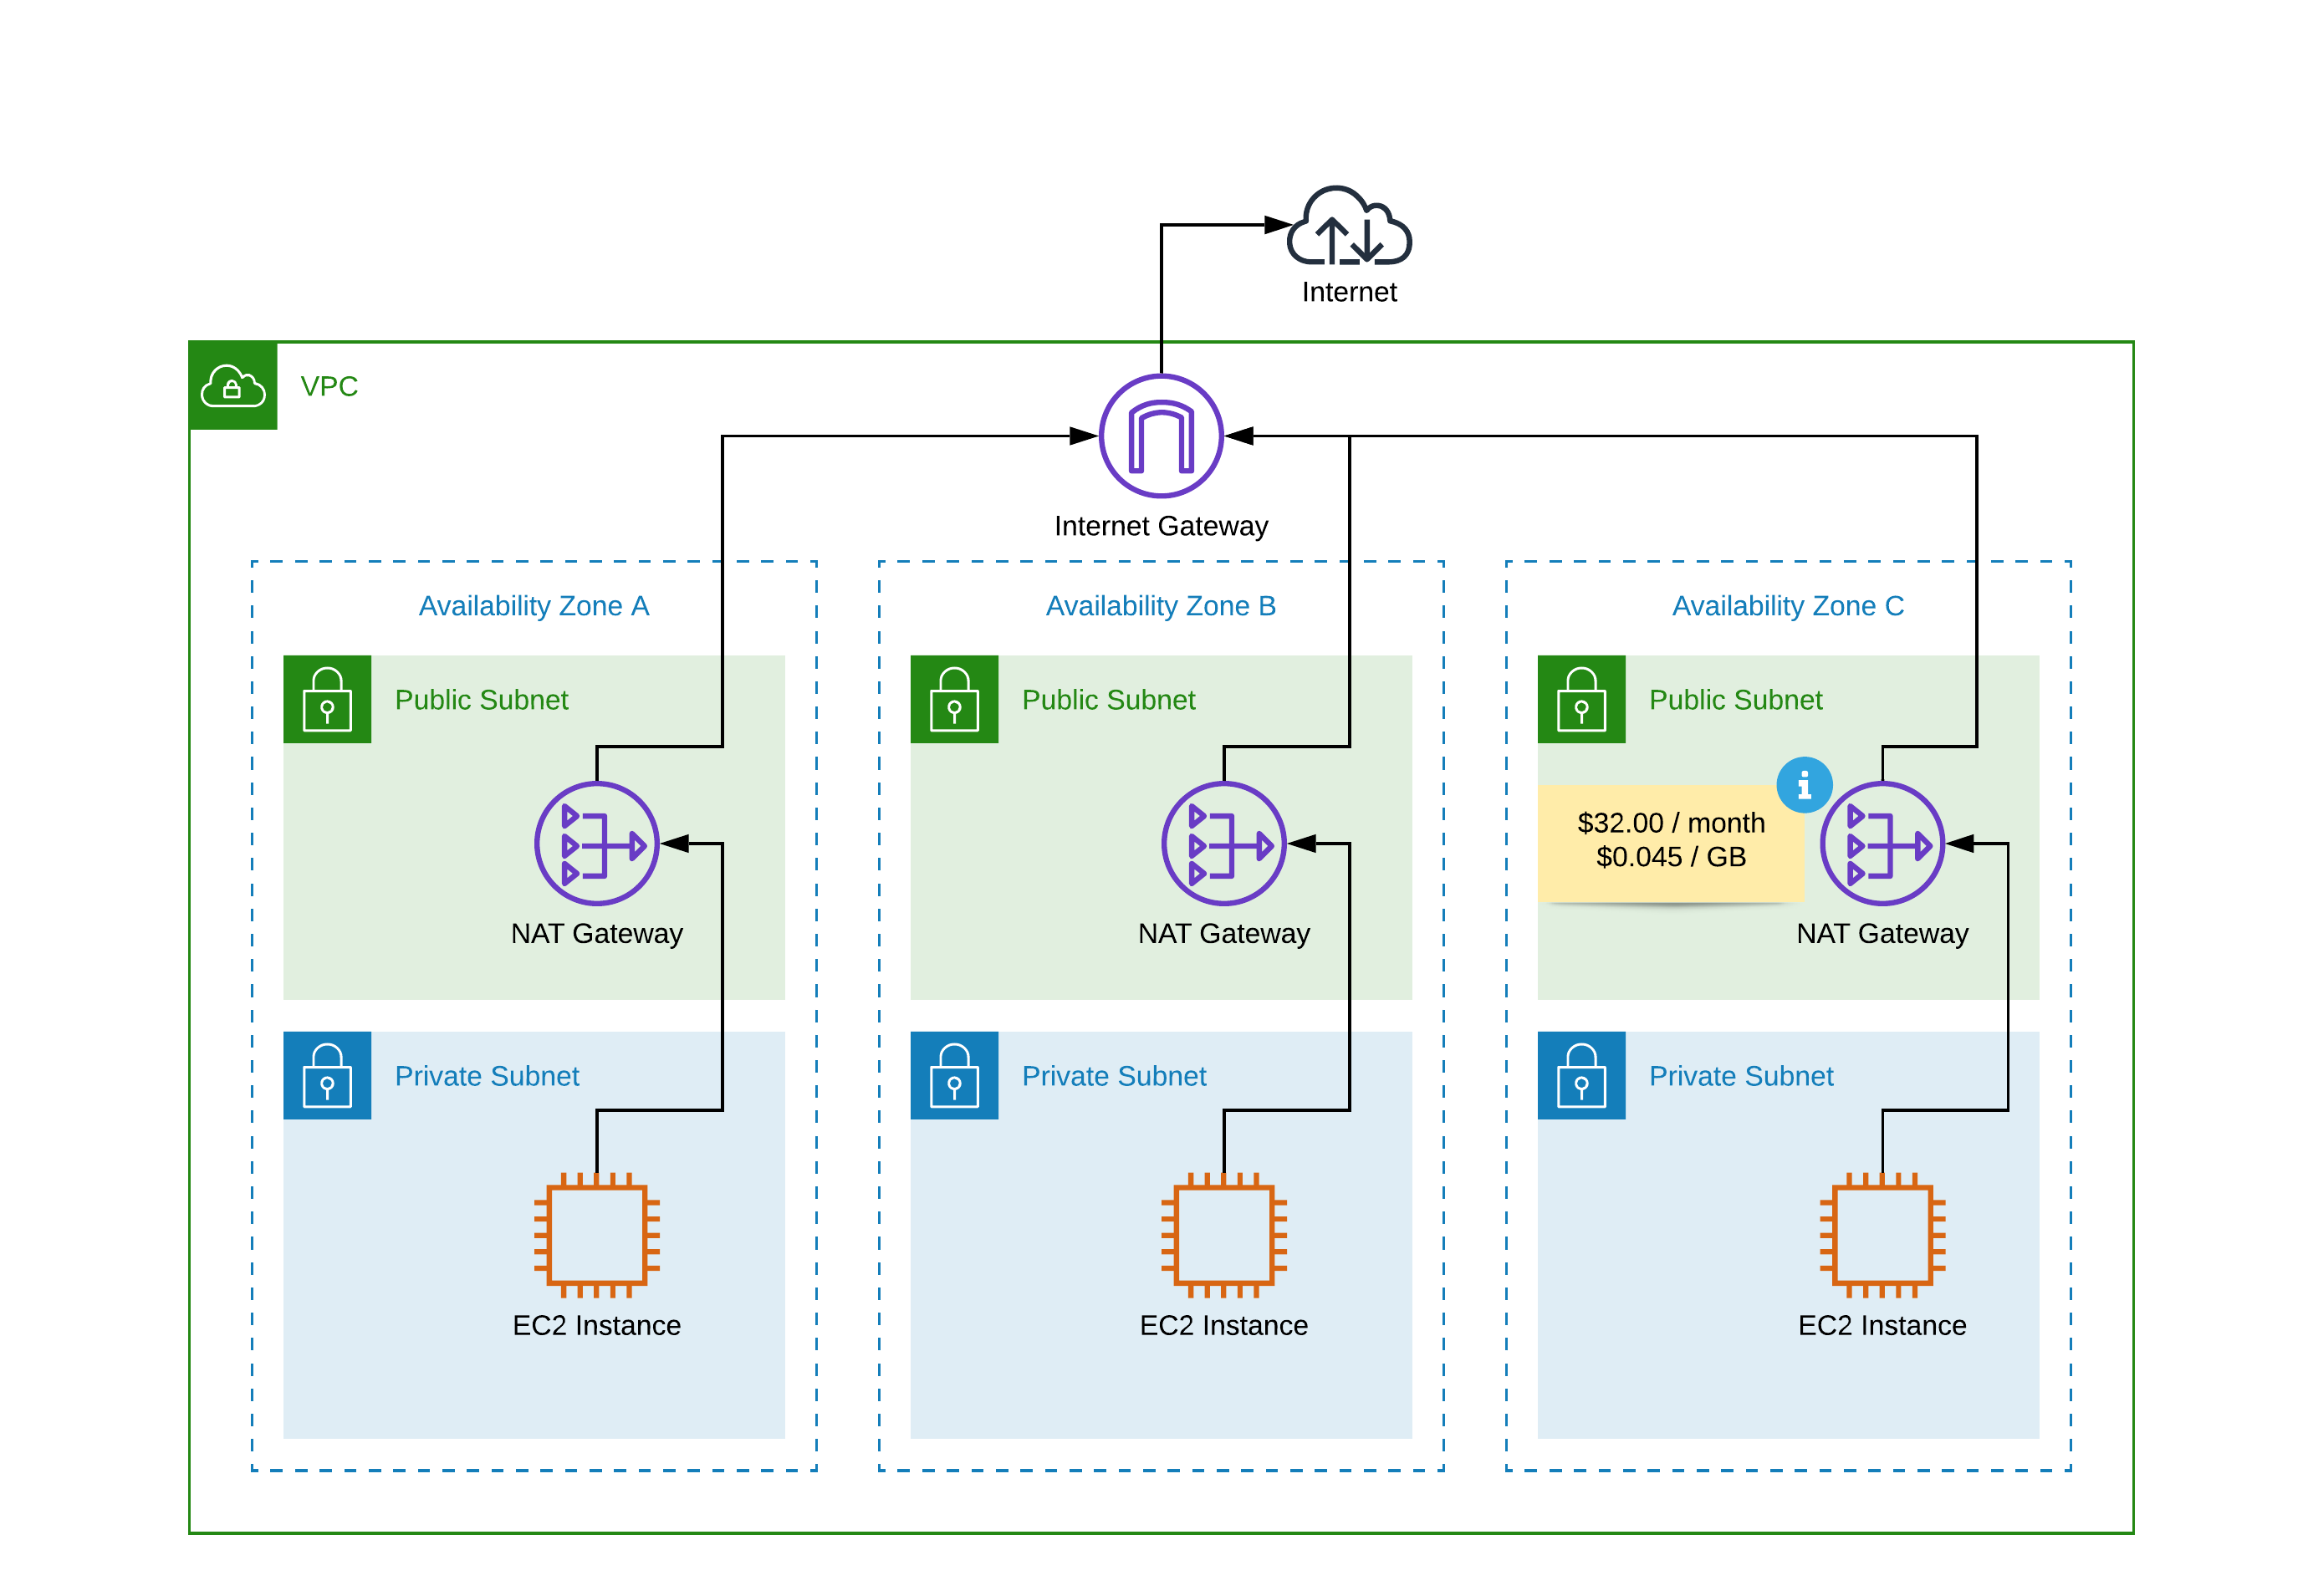 Internet
VPC
Internet Gateway
Availability Zone A
Availability Zone B
Availability Zone C
Public Subnet
Public Subnet
Public Subnet
$32.00 / month
$0.045 / GB
NAT Gateway
NAT Gateway
NAT Gateway
Private Subnet
Private Subnet
Private Subnet
EC2 Instance
EC2 Instance
EC2 Instance